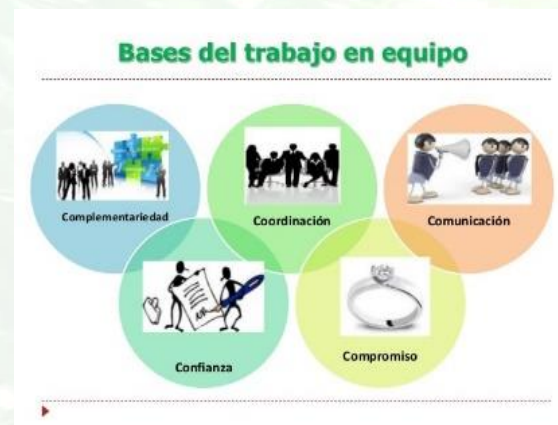 Bases del trabajo en equipo
Complementariedad
Coordinación
Comunicación
Confianza
Compromiso